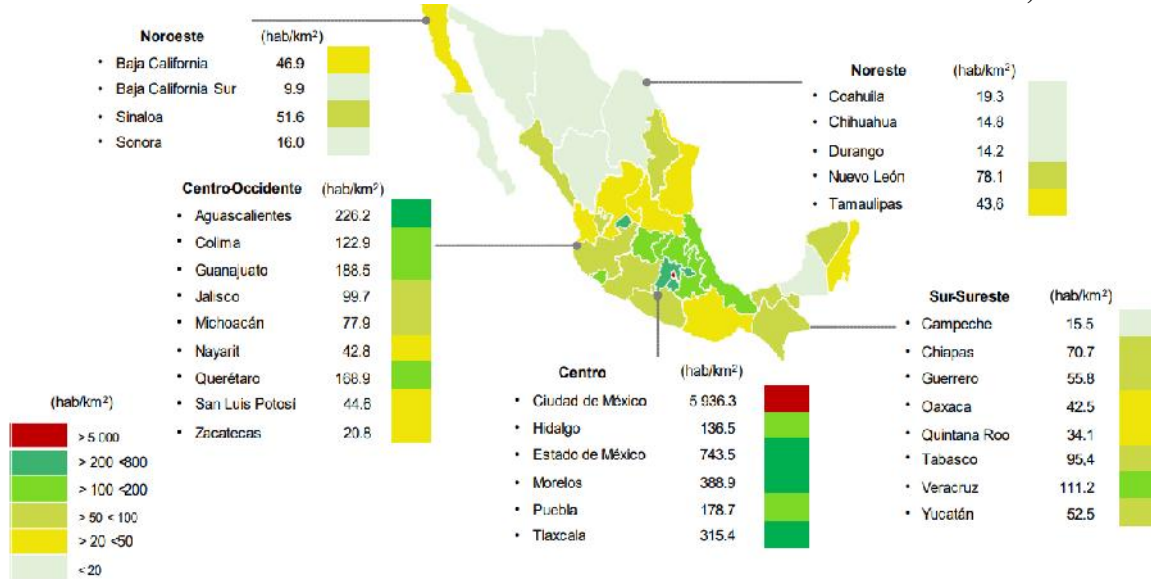 Noroeste (hab/km²)
• Baja California 46.9
• Baja California Sur 9.9
• Sinaloa 51.6
• Sonora 16.0
Noreste (hab/km²)
• Coahuila 19.3
• Chihuahua 14.8
• Durango 14.2
• Nuevo León 78.1
• Tamaulipas 43.6
Centro-Occidente (hab/km²)
• Aguascalientes 226.2
• Colima 122.9
• Guanajuato 188.5
• Jalisco 99.7
• Michoacán 77.9
• Nayarit 42.8
• Querétaro 168.9
• San Luis Potosí 44.6
• Zacatecas 20.8
Sur-Sureste (hab/km²)
• Campeche 15.5
• Chiapas 70.7
• Guerrero 55.8
• Oaxaca 42.5
• Quintana Roo 34.1
• Tabasco 95.4
• Veracruz 111.2
• Yucatán 52.5
Centro (hab/km²)
• Ciudad de México 5 936.3
• Hidalgo 136.5
• Estado de México 743.5
• Morelos 388.9
• Puebla 178.7
• Tlaxcala 315.4
(hab/km²)
> 5 000
> 200 <800
> 100 <200
> 50 < 100
> 20 <50
< 20